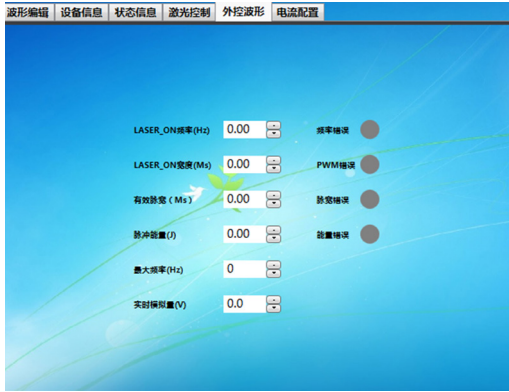 波形编辑 设备信息 状态信息 激光控制 外控波形 电流配置
LASER_ON频率(Hz) 0.00 频率错误
LASER_ON宽度(Ms) 0.00 PWM错误
有效脉宽（Ms） 0.00 脉宽错误
脉冲能量(J) 0.00 能量错误
最大频率(Hz) 0
实时模拟量(V) 0.0